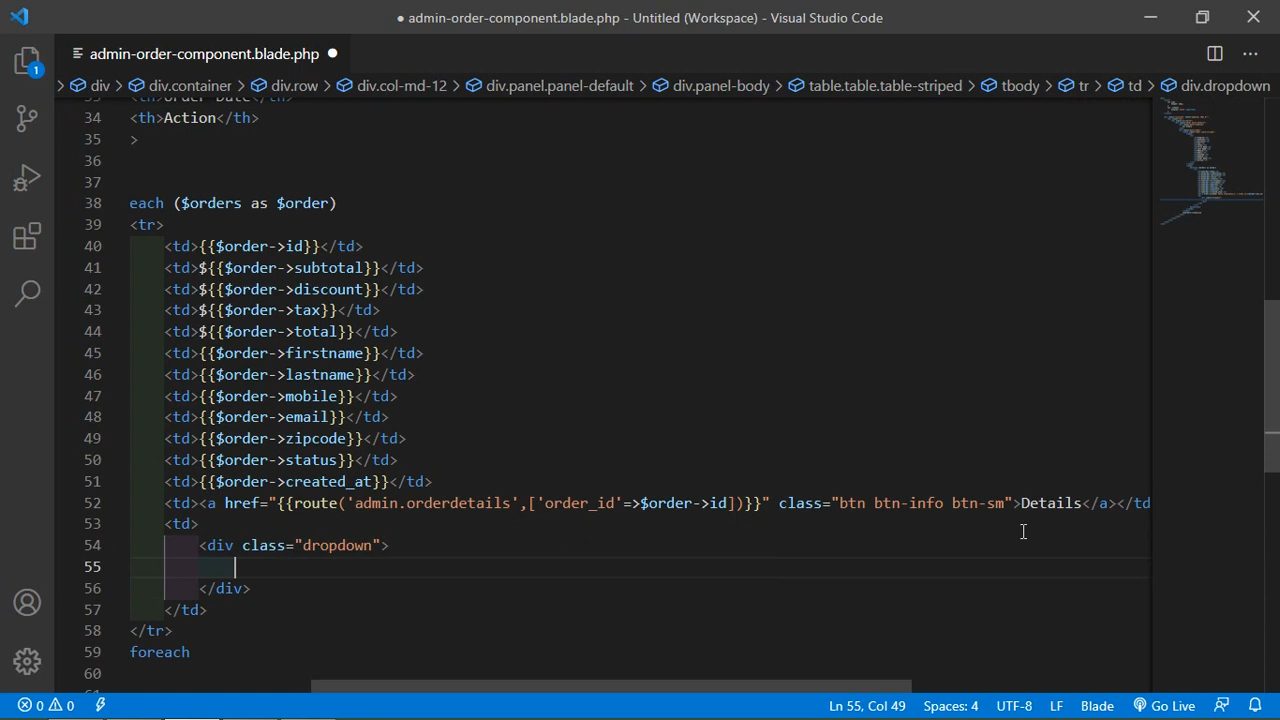 ● admin-order-component.blade.php - Untitled (Workspace) - Visual Studio Code
admin-order-component.blade.php ●
1
> div > div.container > div.row > div.col-md-12 > div.panel.panel-default > div.panel-body > table.table.table-striped > tbody > tr > td > div.dropdown
<th>Order Date</th>
34 <th>Action</th>
35 >
36
37
38 each ($orders as $order)
39 <tr>
40 <td>{{$order->id}}</td>
41 <td>${{$order->subtotal}}</td>
42 <td>${{$order->discount}}</td>
43 <td>${{$order->tax}}</td>
44 <td>${{$order->total}}</td>
45 <td>{{$order->firstname}}</td>
46 <td>{{$order->lastname}}</td>
47 <td>{{$order->mobile}}</td>
48 <td>{{$order->email}}</td>
49 <td>{{$order->zipcode}}</td>
50 <td>{{$order->status}}</td>
51 <td>{{$order->created_at}}</td>
52 <td><a href="{{route('admin.orderdetails',['order_id'=>$order->id])}}" class="btn btn-info btn-sm">Details</a></td
53 <td>
54 <div class="dropdown">
55
56 </div>
57 </td>
58 </tr>
59 foreach
60
0 0 Ln 55, Col 49 Spaces: 4 UTF-8 LF Blade Go Live